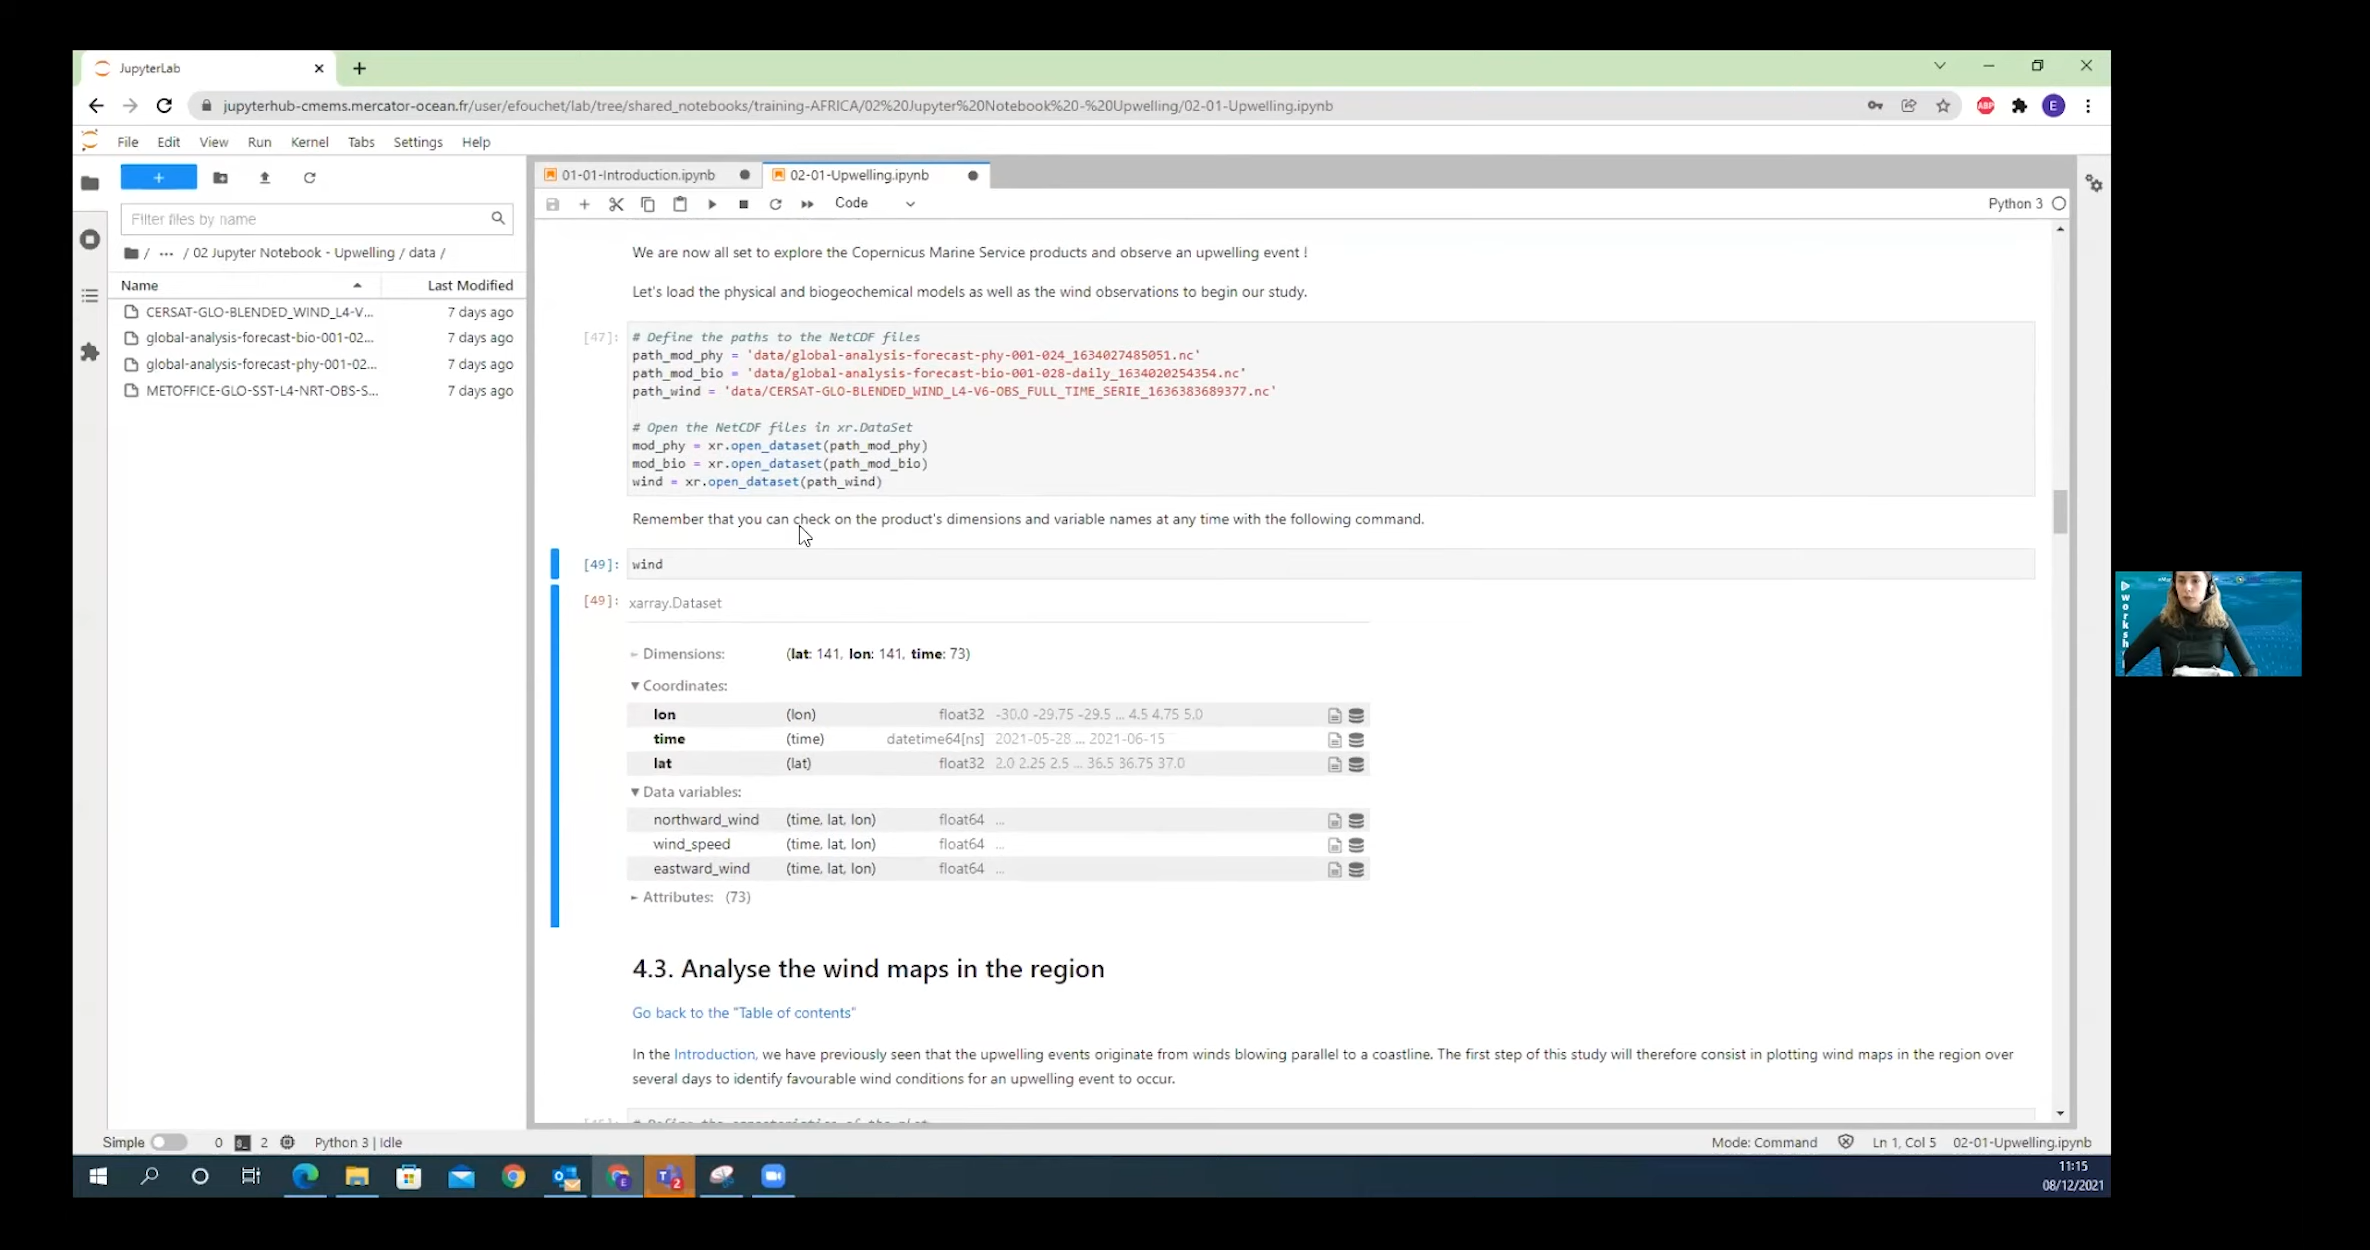 JupyterLab
jupyterhub-cmems.mercator-ocean.fr/user/efouchet/lab/tree/shared_notebooks/training-AFRICA/02%20Jupyter%20Notebook%20-%20Upwelling/02-01-Upwelling.ipynb
ABP
E
File Edit View Run Kernel Tabs Settings Help
01-01-Introduction.ipynb
02-01-Upwelling.ipynb
Code
Python 3
Filter files by name
/ ··· / 02 Jupyter Notebook - Upwelling / data /
Name Last Modified
CERSAT-GLO-BLENDED_WIND_L4-V... 7 days ago
global-analysis-forecast-bio-001-02... 7 days ago
global-analysis-forecast-phy-001-02... 7 days ago
METOFFICE-GLO-SST-L4-NRT-OBS-S... 7 days ago
We are now all set to explore the Copernicus Marine Service products and observe an upwelling event !
Let's load the physical and biogeochemical models as well as the wind observations to begin our study.
[47]: # Define the paths to the NetCDF files
path_mod_phy = 'data/global-analysis-forecast-phy-001-024_1634027485051.nc'
path_mod_bio = 'data/global-analysis-forecast-bio-001-028-daily_1634020254354.nc'
path_wind = 'data/CERSAT-GLO-BLENDED_WIND_L4-V6-OBS_FULL_TIME_SERIE_1636383689377.nc'
# Open the NetCDF files in xr.DataSet
mod_phy = xr.open_dataset(path_mod_phy)
mod_bio = xr.open_dataset(path_mod_bio)
wind = xr.open_dataset(path_wind)
Remember that you can check on the product's dimensions and variable names at any time with the following command.
[49]: wind
[49]: xarray.Dataset
Dimensions: (lat: 141, lon: 141, time: 73)
Coordinates:
lon (lon) float32 -30.0 -29.75 -29.5 ... 4.5 4.75 5.0
time (time) datetime64[ns] 2021-05-28 ... 2021-06-15
lat (lat) float32 2.0 2.25 2.5 ... 36.5 36.75 37.0
Data variables:
northward_wind (time, lat, lon) float64 ...
wind_speed (time, lat, lon) float64 ...
eastward_wind (time, lat, lon) float64 ...
Attributes: (73)
4.3. Analyse the wind maps in the region
Go back to the "Table of contents"
In the Introduction, we have previously seen that the upwelling events originate from winds blowing parallel to a coastline. The first step of this study will therefore consist in plotting wind maps in the region over
several days to identify favourable wind conditions for an upwelling event to occur.
Simple 0 2 Python 3 | Idle
Mode: Command Ln 1, Col 5 02-01-Upwelling.ipynb
11:15
08/12/2021